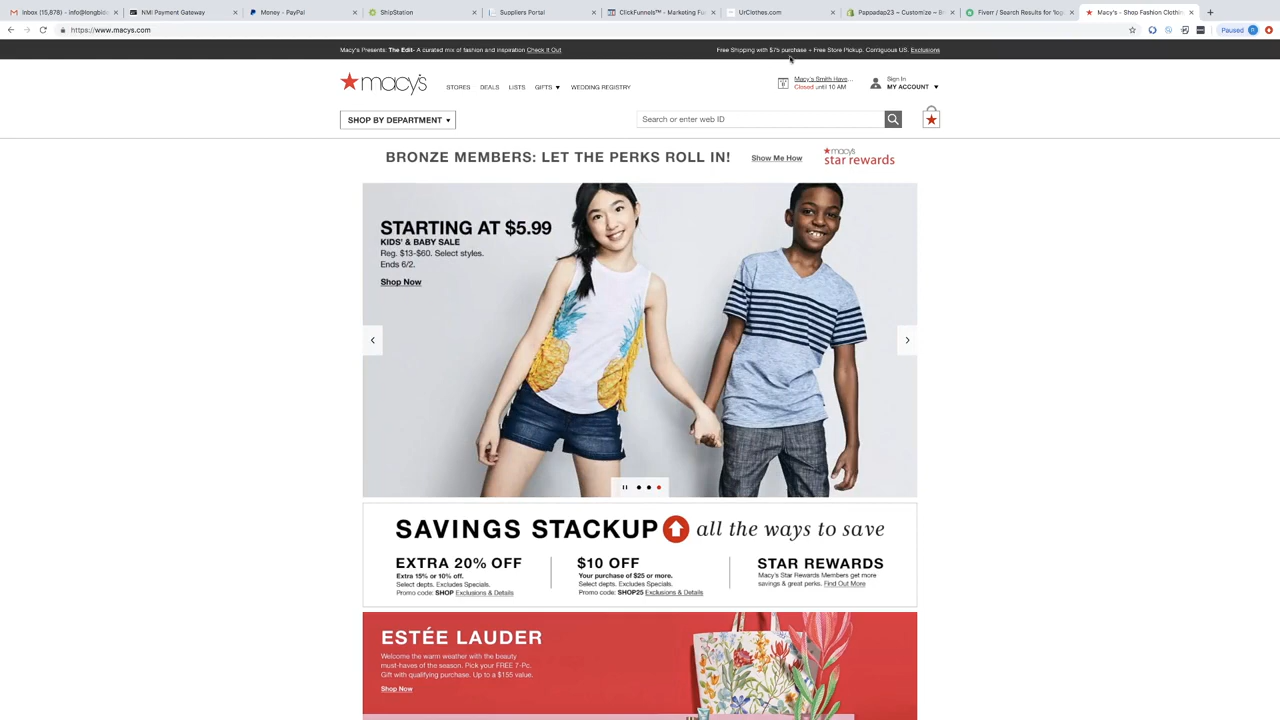 Inbox (15,878) - info@longbid
NMI Payment Gateway
Money - PayPal
ShipStation
Suppliers Portal
ClickFunnels™ - Marketing Fu
UrClothes.com
Pappadap23 ~ Customize ~ B
Fiverr / Search Results for 'log
Macy's - Shop Fashion Clothin
https://www.macys.com
Paused
Macy's Presents: The Edit- A curated mix of fashion and inspiration Check It Out
Free Shipping with $75 purchase + Free Store Pickup. Contiguous US. Exclusions
macy's
STORES
DEALS
LISTS
GIFTS
WEDDING REGISTRY
Macy's Smith Have...
Closed until 10 AM
Sign In
MY ACCOUNT
SHOP BY DEPARTMENT
Search or enter web ID
BRONZE MEMBERS: LET THE PERKS ROLL IN!
Show Me How
macy's
star rewards
STARTING AT $5.99
KIDS' & BABY SALE
Reg. $13-$60. Select styles.
Ends 6/2.
Shop Now
SAVINGS STACKUP all the ways to save
EXTRA 20% OFF
Extra 15% or 10% off.
Select depts. Excludes Specials.
Promo code: SHOP Exclusions & Details
$10 OFF
Your purchase of $25 or more.
Select depts. Excludes Specials.
Promo code: SHOP25 Exclusions & Details
STAR REWARDS
Macy's Star Rewards Members get more
savings & great perks. Find Out More
ESTÉE LAUDER
Welcome the warm weather with the beauty
must-haves of the season. Pick your FREE 7-Pc.
Gift with qualifying purchase. Up to a $155 value.
Shop Now